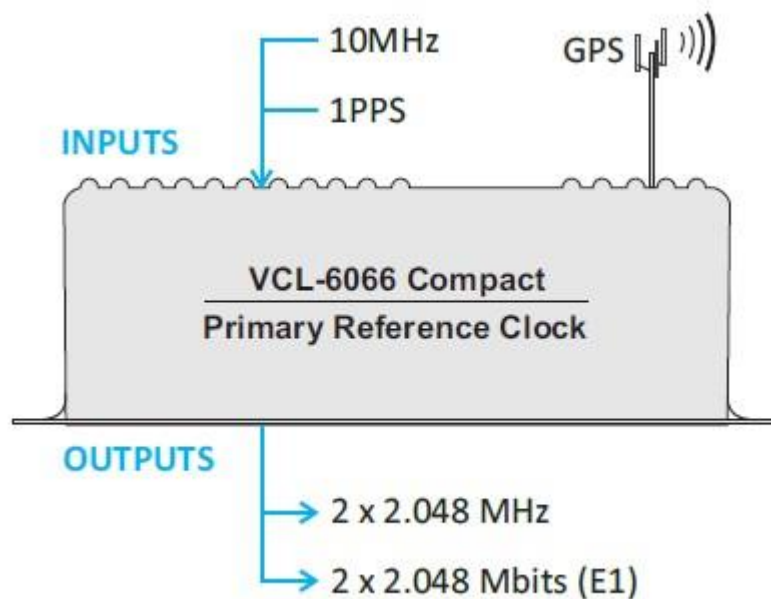 10MHz
GPS
1PPS
INPUTS
VCL-6066 Compact
Primary Reference Clock
OUTPUTS
2 x 2.048 MHz
2 x 2.048 Mbits (E1)